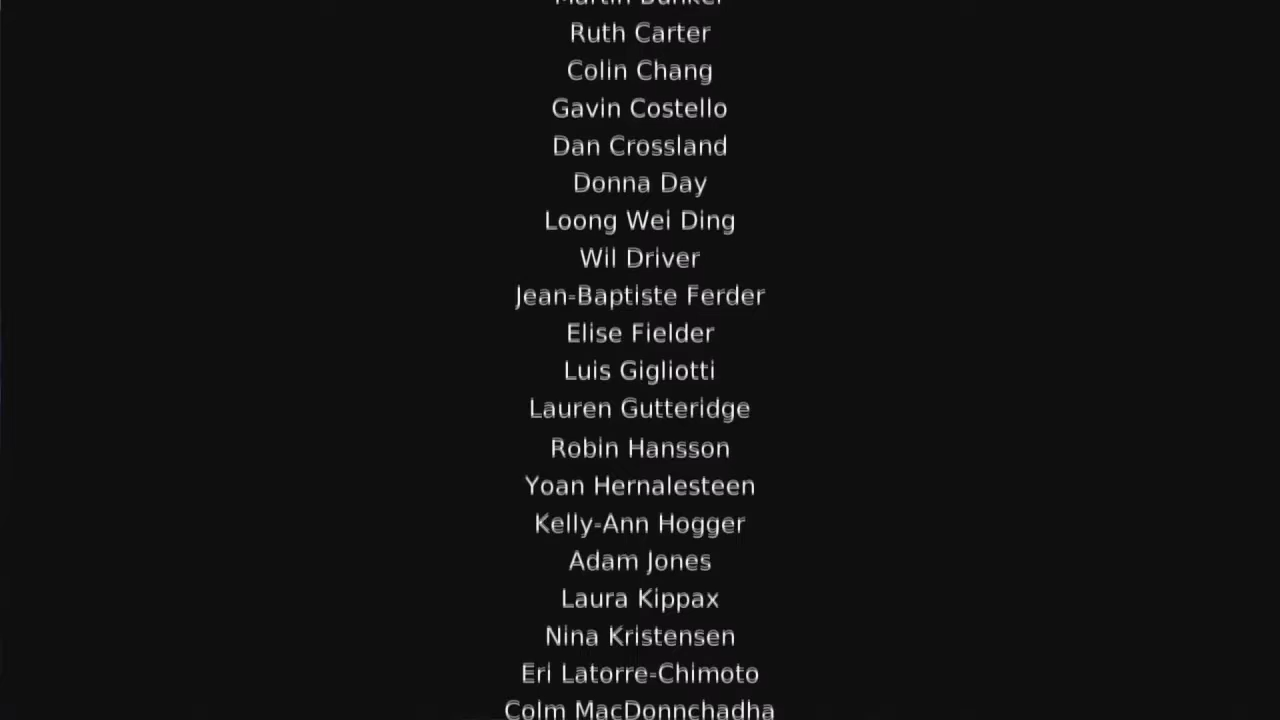 Martin Bunker
Ruth Carter
Colin Chang
Gavin Costello
Dan Crossland
Donna Day
Loong Wei Ding
Wil Driver
Jean-Baptiste Ferder
Elise Fielder
Luis Gigliotti
Lauren Gutteridge
Robin Hansson
Yoan Hernalesteen
Kelly-Ann Hogger
Adam Jones
Laura Kippax
Nina Kristensen
Eri Latorre-Chimoto
Colm MacDonnchadha